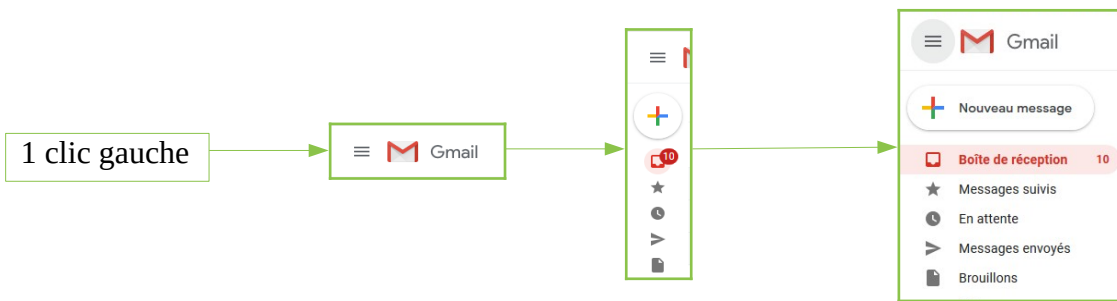 1 clic gauche
Gmail
10
Gmail
Nouveau message
Boîte de réception 10
Messages suivis
En attente
Messages envoyés
Brouillons